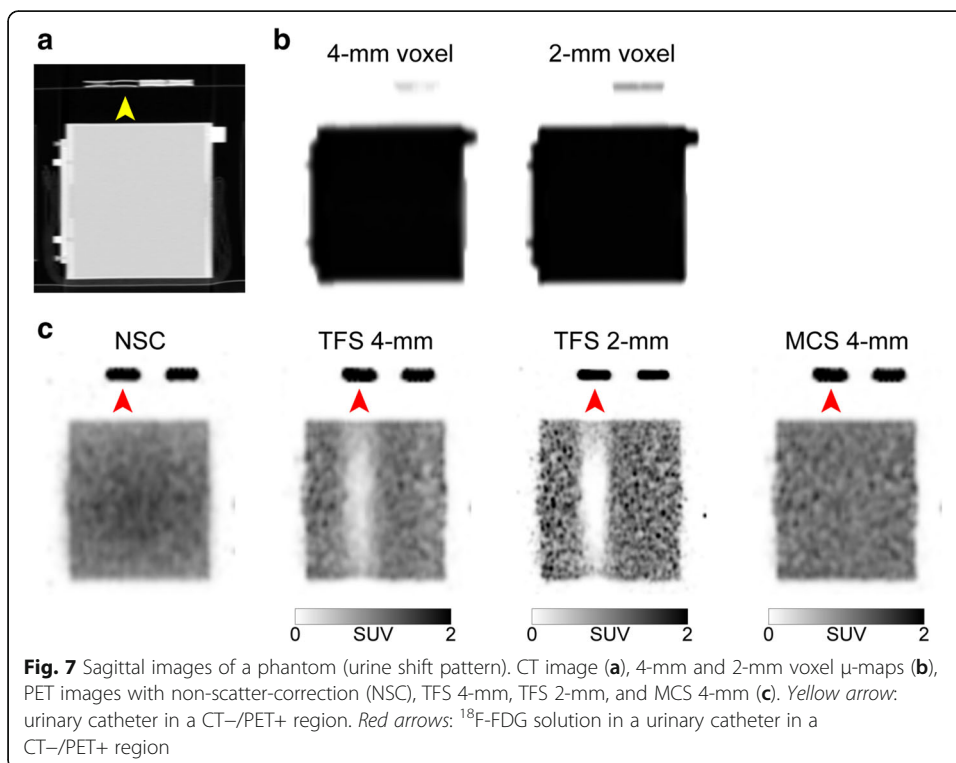 a
b
4-mm voxel
2-mm voxel
c
NSC
TFS 4-mm
TFS 2-mm
MCS 4-mm
0 SUV 2
0 SUV 2
0 SUV 2
Fig. 7 Sagittal images of a phantom (urine shift pattern). CT image (a), 4-mm and 2-mm voxel μ-maps (b),
PET images with non-scatter-correction (NSC), TFS 4-mm, TFS 2-mm, and MCS 4-mm (c). Yellow arrow:
urinary catheter in a CT−/PET+ region. Red arrows: ¹⁸F-FDG solution in a urinary catheter in a
CT−/PET+ region